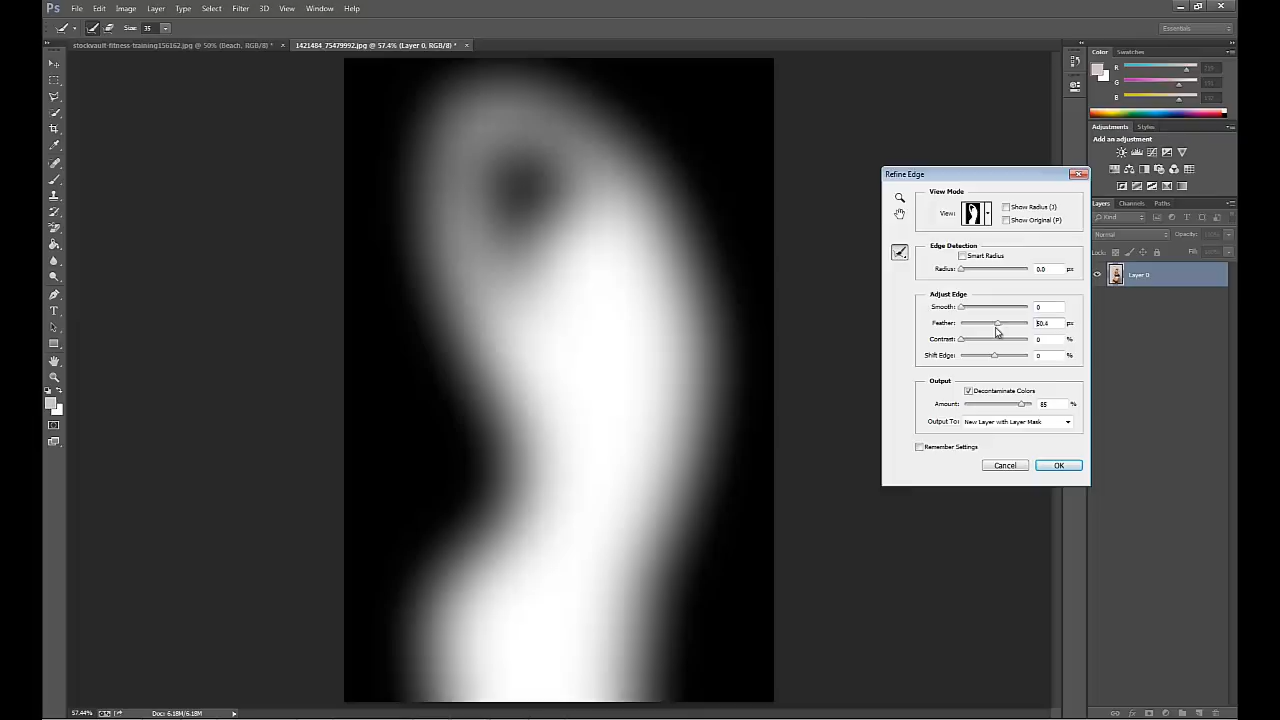 Ps File Edit Image Layer Type Select Filter 3D View Window Help
Size: 35
Essentials
stockvault-fitness-training156162.jpg @ 50% (Beach, RGB/8) * ×
1421484_75479992.jpg @ 57.4% (Layer 0, RGB/8) * ×
Color Swatches
R
G
B
Adjustments Styles
Add an adjustment
Refine Edge
View Mode
View:
Show Radius (J)
Show Original (P)
Edge Detection
Smart Radius
Radius: 0.0 px
Adjust Edge
Smooth: 0
Feather: 50.4 px
Contrast: 0 %
Shift Edge: 0 %
Output
Decontaminate Colors
Amount: 85 %
Output To: New Layer with Layer Mask
Remember Settings
Cancel OK
Layers Channels Paths
Kind
Normal Opacity:
Lock: Fill:
Layer 0
57.44% Doc: 6.18M/6.18M